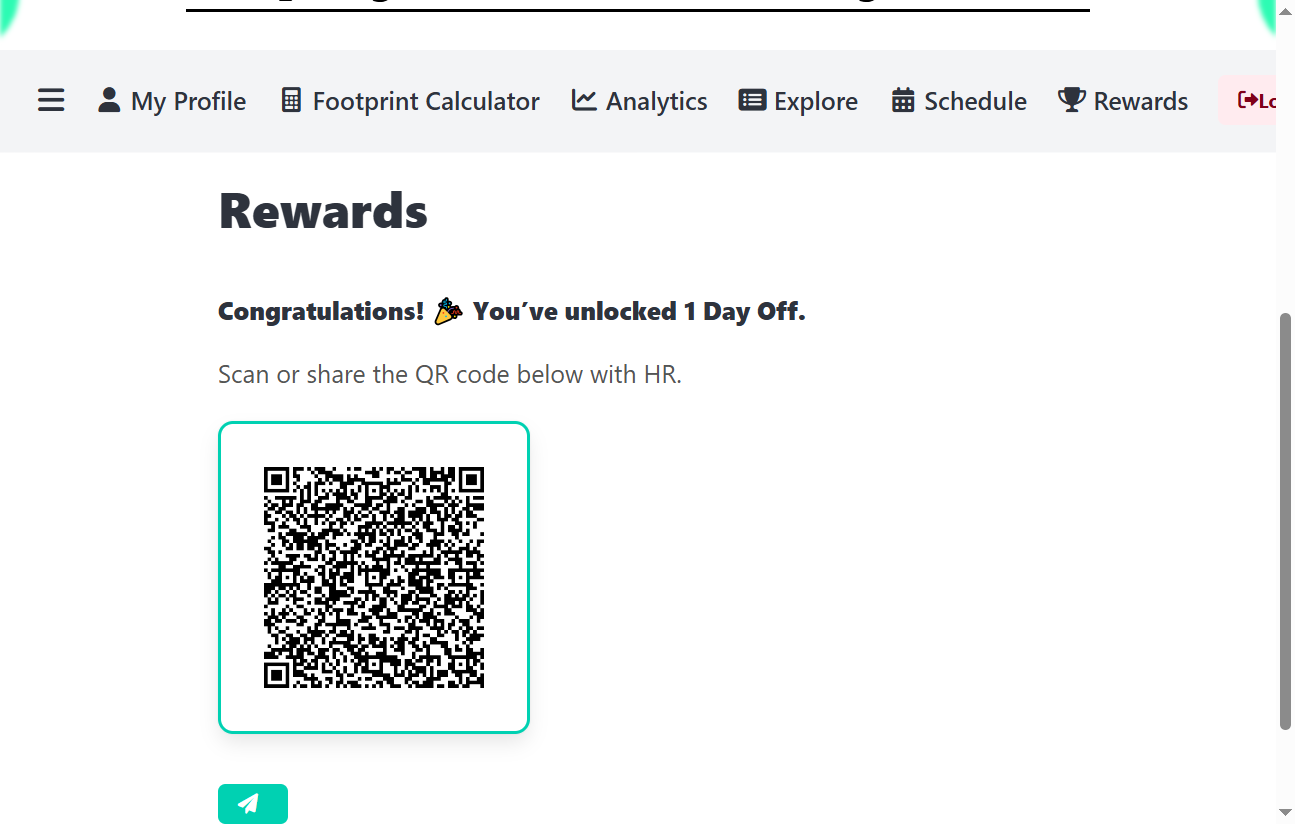 My Profile Footprint Calculator Analytics Explore Schedule Rewards
Rewards
Congratulations! 🎉 You’ve unlocked 1 Day Off.
Scan or share the QR code below with HR.